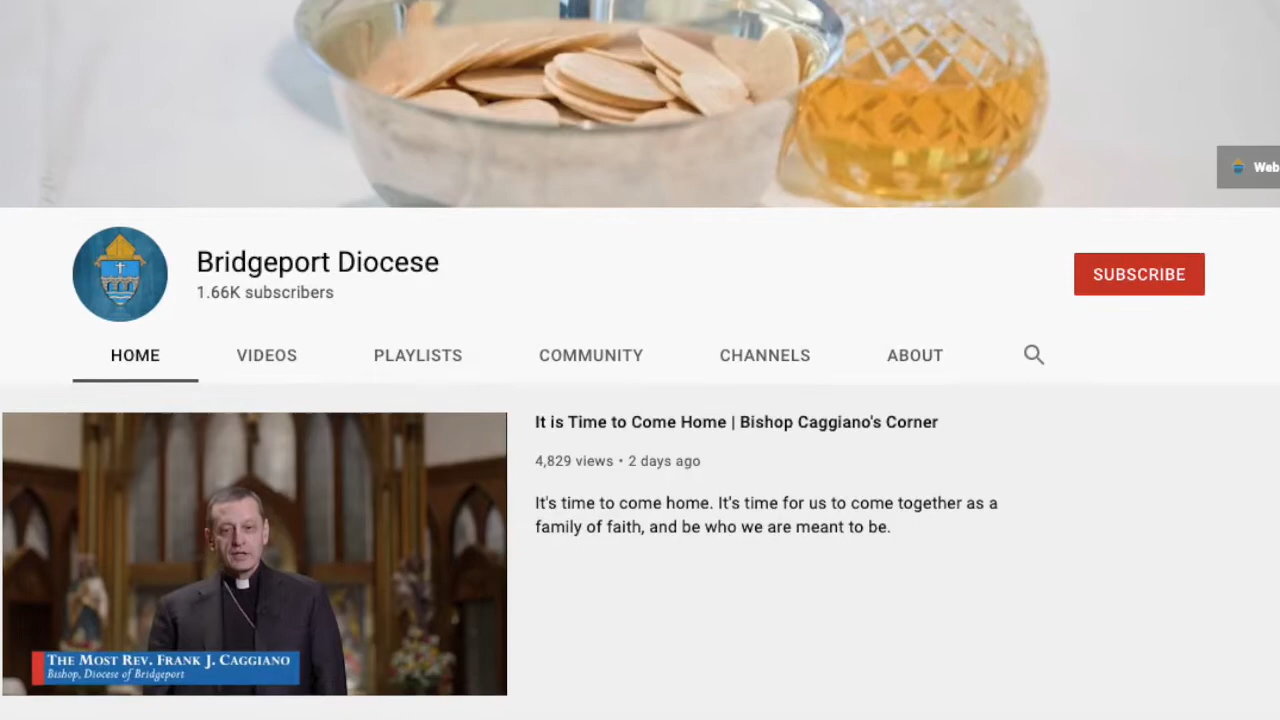 Web
Bridgeport Diocese
1.66K subscribers
SUBSCRIBE
HOME
VIDEOS
PLAYLISTS
COMMUNITY
CHANNELS
ABOUT
It is Time to Come Home | Bishop Caggiano's Corner
4,829 views • 2 days ago
It's time to come home. It's time for us to come together as a
family of faith, and be who we are meant to be.
THE MOST REV. FRANK J. CAGGIANO
Bishop, Diocese of Bridgeport